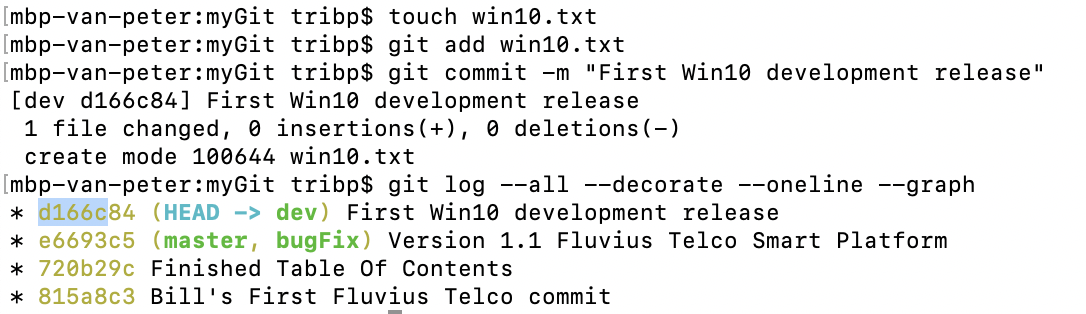 [mbp-van-peter:myGit tribp$ touch win10.txt
[mbp-van-peter:myGit tribp$ git add win10.txt
[mbp-van-peter:myGit tribp$ git commit -m "First Win10 development release"
[dev d166c84] First Win10 development release
 1 file changed, 0 insertions(+), 0 deletions(-)
 create mode 100644 win10.txt
[mbp-van-peter:myGit tribp$ git log --all --decorate --oneline --graph
* d166c84 (HEAD -> dev) First Win10 development release
* e6693c5 (master, bugFix) Version 1.1 Fluvius Telco Smart Platform
* 720b29c Finished Table Of Contents
* 815a8c3 Bill's First Fluvius Telco commit